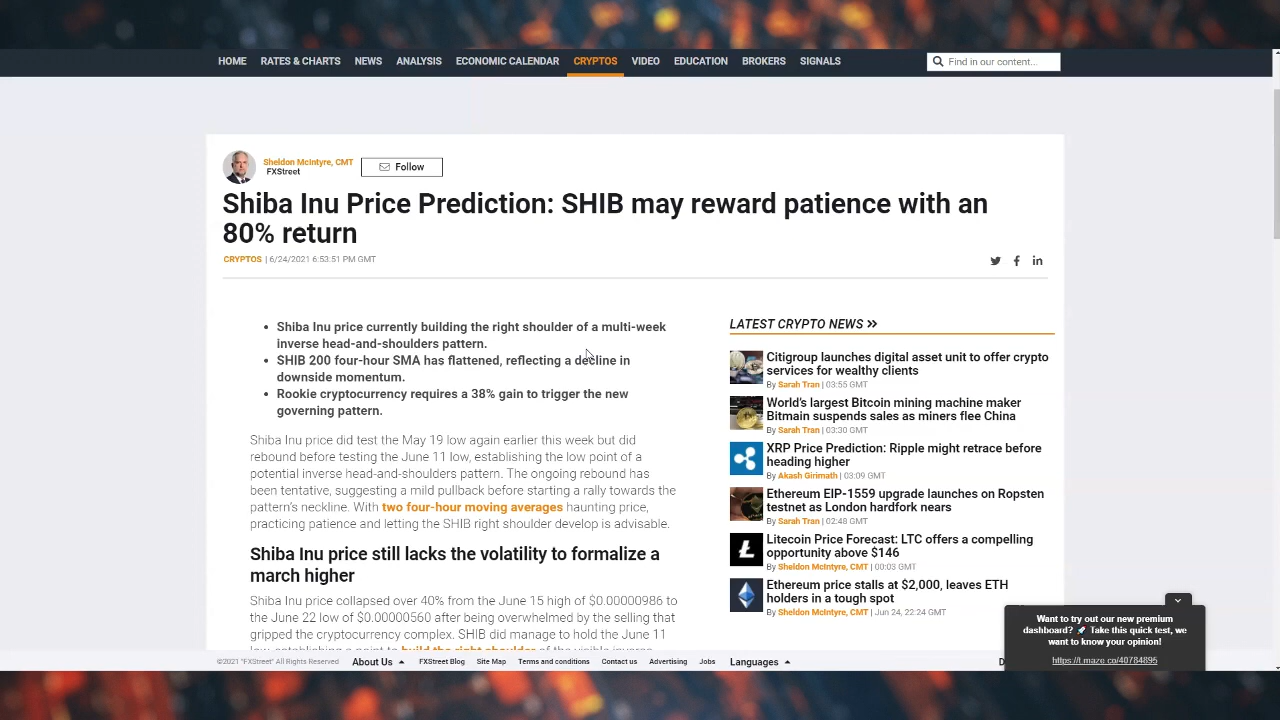 HOME RATES & CHARTS NEWS ANALYSIS ECONOMIC CALENDAR CRYPTOS VIDEO EDUCATION BROKERS SIGNALS Find in our content...
Sheldon McIntyre, CMT
FXStreet
Follow
Shiba Inu Price Prediction: SHIB may reward patience with an
80% return
CRYPTOS | 6/24/2021 6:53:51 PM GMT
• Shiba Inu price currently building the right shoulder of a multi-week
inverse head-and-shoulders pattern.
• SHIB 200 four-hour SMA has flattened, reflecting a decline in
downside momentum.
• Rookie cryptocurrency requires a 38% gain to trigger the new
governing pattern.
Shiba Inu price did test the May 19 low again earlier this week but did
rebound before testing the June 11 low, establishing the low point of a
potential inverse head-and-shoulders pattern. The ongoing rebound has
been tentative, suggesting a mild pullback before starting a rally towards the
pattern's neckline. With two four-hour moving averages haunting price,
practicing patience and letting the SHIB right shoulder develop is advisable.
Shiba Inu price still lacks the volatility to formalize a
march higher
Shiba Inu price collapsed over 40% from the June 15 high of $0.00000986 to
the June 22 low of $0.00000560 after being overwhelmed by the selling that
gripped the cryptocurrency complex. SHIB did manage to hold the June 11
LATEST CRYPTO NEWS »
Citigroup launches digital asset unit to offer crypto
services for wealthy clients
By Sarah Tran | 03:55 GMT
World's largest Bitcoin mining machine maker
Bitmain suspends sales as miners flee China
By Sarah Tran | 03:30 GMT
XRP Price Prediction: Ripple might retrace before
heading higher
By Akash Girimath | 03:09 GMT
Ethereum EIP-1559 upgrade launches on Ropsten
testnet as London hardfork nears
By Sarah Tran | 02:48 GMT
Litecoin Price Forecast: LTC offers a compelling
opportunity above $146
By Sheldon McIntyre, CMT | 00:03 GMT
Ethereum price stalls at $2,000, leaves ETH
holders in a tough spot
By Sheldon McIntyre, CMT | Jun 24, 22:24 GMT
Want to try out our new premium
dashboard? 🚀 Take this quick test, we
want to know your opinion!
https://t.maze.co/40784895
©2021 "FXStreet" All Rights Reserved About Us FXStreet Blog Site Map Terms and conditions Contact us Advertising Jobs Languages